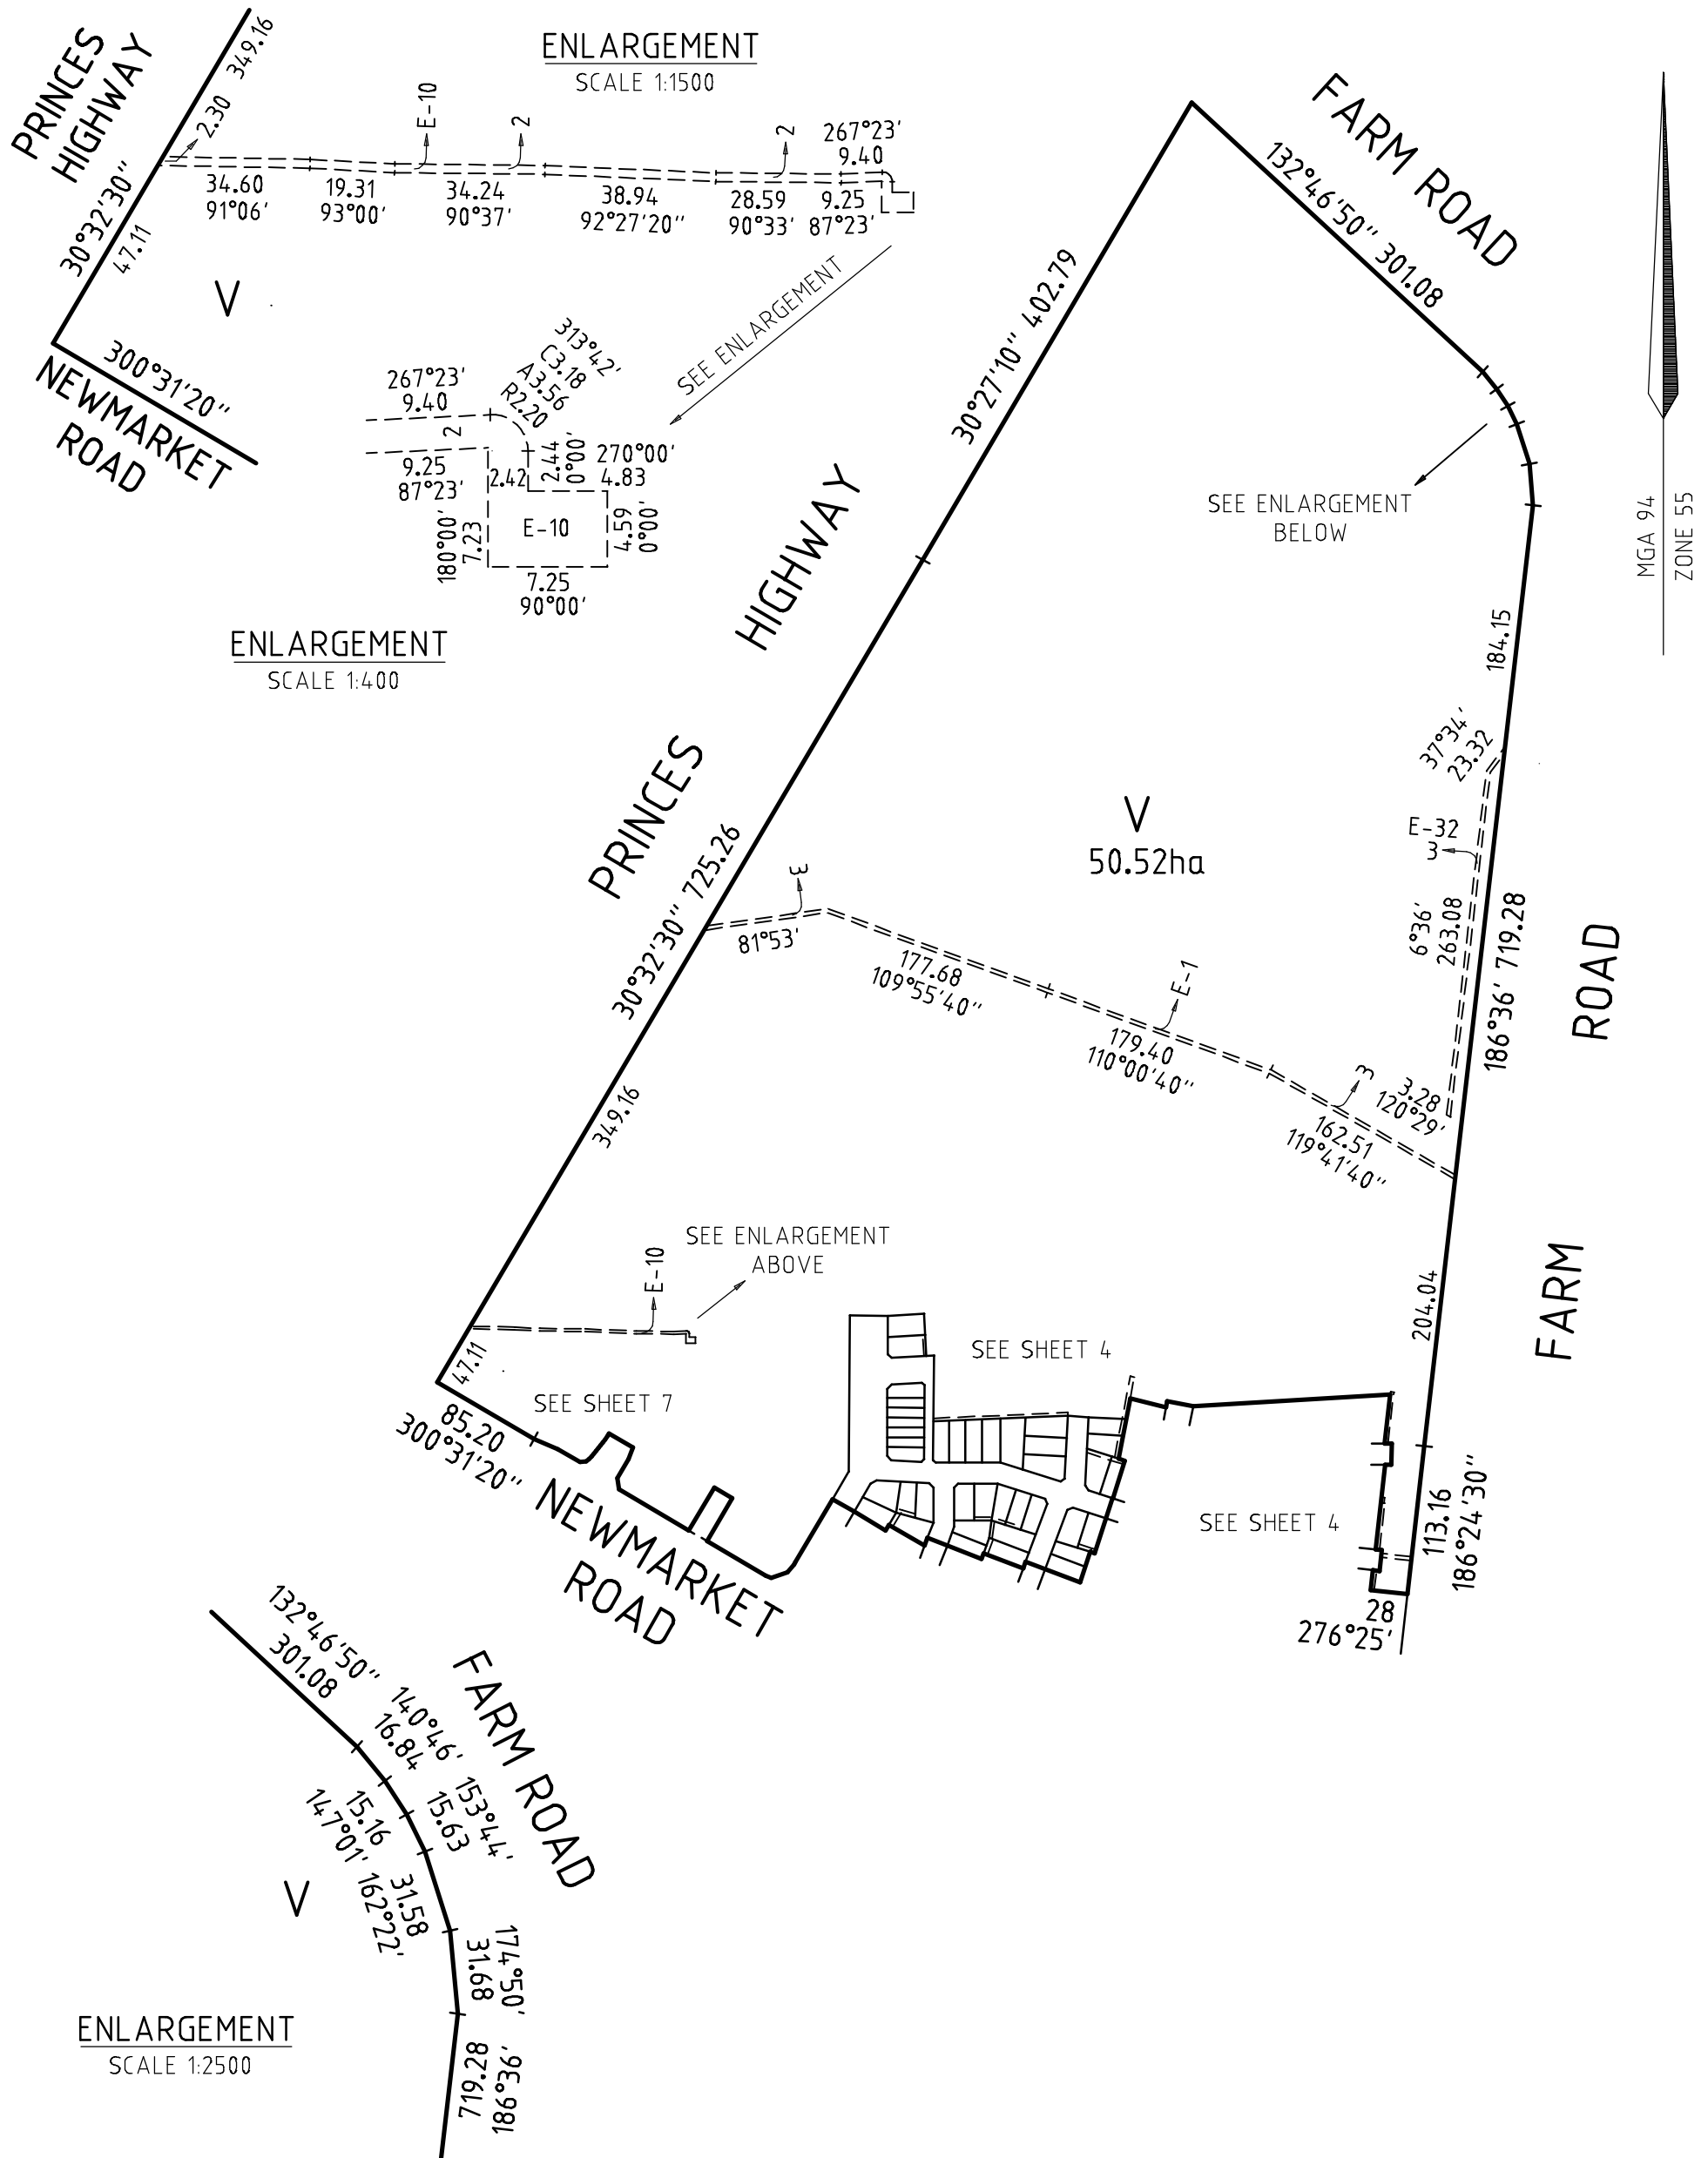 PRINCES
HIGHWAY
349.16
2.30
30°32'30"
47.11
ENLARGEMENT
SCALE 1:1500
E-10
2
2
267°23'
9.40
34.60
91°06'
19.31
93°00'
34.24
90°37'
38.94
92°27'20"
28.59
90°33'
9.25
87°23'
V
300°31'20"
NEWMARKET
ROAD
SEE ENLARGEMENT
313°42'
C3.18
A3.56
R2.20
267°23'
9.40
2
9.25
87°23'
2.42
2.44
0°00'
270°00'
4.83
180°00'
7.23
E-10
4.59
0°00'
7.25
90°00'
ENLARGEMENT
SCALE 1:400
FARM ROAD
132°46'50" 301.08
30°27'10" 402.79
SEE ENLARGEMENT
BELOW
MGA 94
ZONE 55
PRINCES
HIGHWAY
184.15
37°34'
23.32
V
50.52ha
E-32
3
6°36'
263.08
186°36' 719.28
ROAD
FARM
30°32'30" 725.26
3
81°53'
177.68
109°55'40"
E-1
179.40
110°00'40"
3
3.28
120°29'
162.51
119°41'40"
349.16
SEE ENLARGEMENT
ABOVE
E-10
204.04
47.11
SEE SHEET 7
SEE SHEET 4
85.20
300°31'20"
NEWMARKET
ROAD
SEE SHEET 4
113.16
186°24'30"
28
276°25'
132°46'50"
301.08
FARM ROAD
140°46'
16.84
153°44'
15.63
15.16
147°01'
31.58
162°22'
V
174°50'
31.68
719.28
186°36'
ENLARGEMENT
SCALE 1:2500